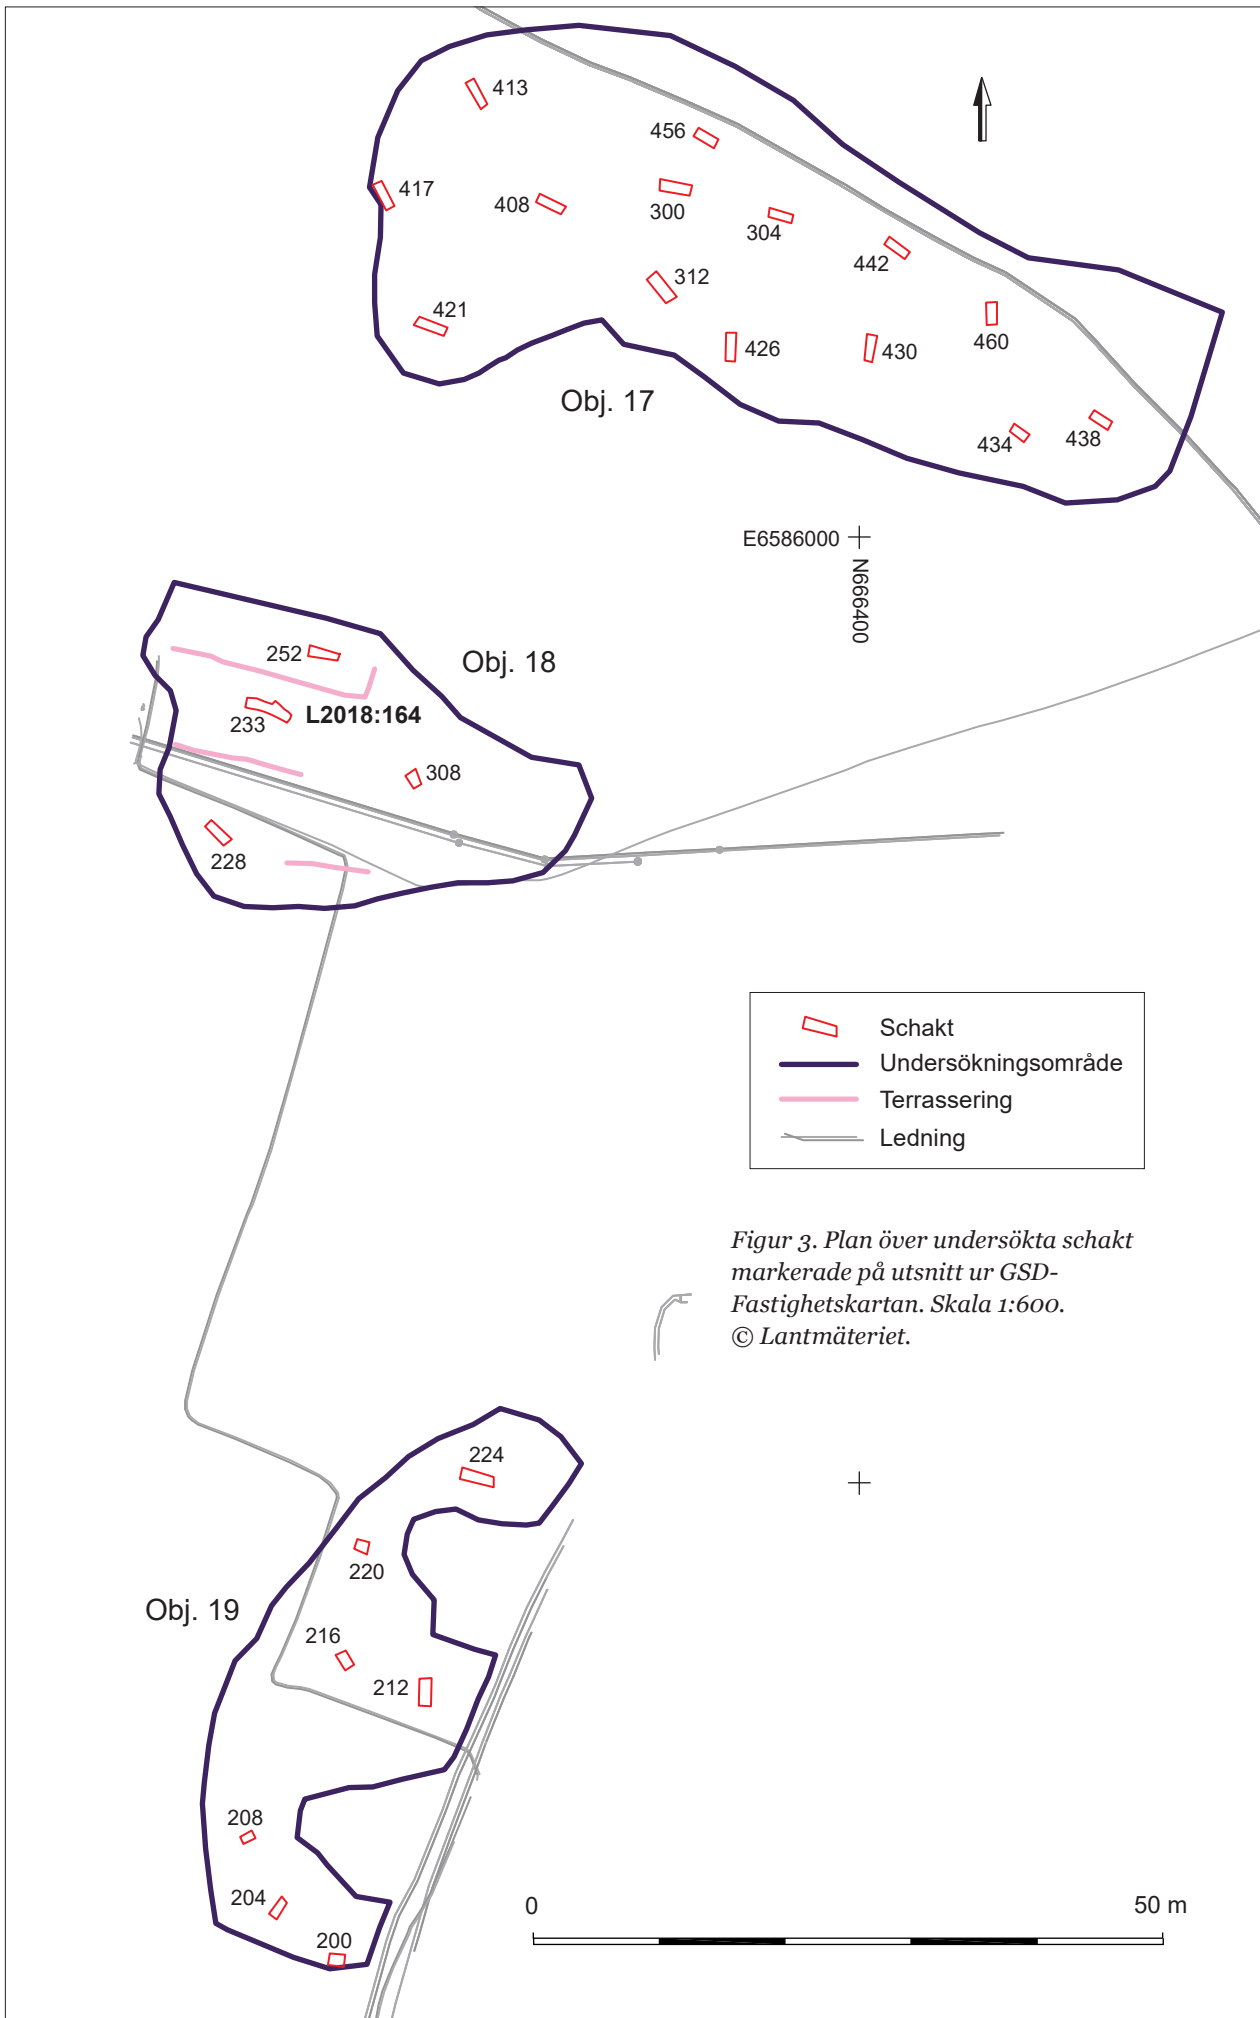 413
456
417
408
300
304
442
312
421
426
430
460
Obj. 17
434
438
E6586000
N666400
252
Obj. 18
233
L2018:164
308
228
Schakt
Undersökningsområde
Terrassering
Ledning
Figur 3. Plan över undersökta schakt
markerade på utsnitt ur GSD-
Fastighetskartan. Skala 1:600.
© Lantmäteriet.
224
220
Obj. 19
216
212
208
204
200
0
50 m